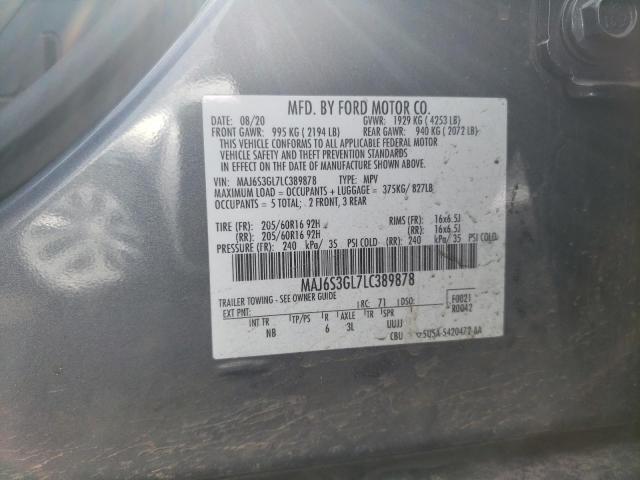 MFD. BY FORD MOTOR CO.
DATE: 08/20 GVWR: 1929 KG ( 4253 LB)
FRONT GAWR: 995 KG ( 2194 LB) REAR GAWR: 940 KG ( 2072 LB)
THIS VEHICLE CONFORMS TO ALL APPLICABLE FEDERAL MOTOR
VEHICLE SAFETY AND THEFT PREVENTION STANDARDS
IN EFFECT ON THE DATE OF MANUFACTURE SHOWN ABOVE.
VIN: MAJ6S3GL7LC389878 TYPE: MPV
MAXIMUM LOAD = OCCUPANTS + LUGGAGE = 375KG/ 827LB
OCCUPANTS = 5 TOTAL; 2 FRONT, 3 REAR
TIRE (FR): 205/60R16 92H RIMS (FR): 16x6.5J
(RR): 205/60R16 92H (RR): 16x6.5J
PRESSURE (FR): 240 kPa/ 35 PSI COLD (RR): 240 kPa/ 35 PSI COLD
MAJ6S3GL7LC389878
TRAILER TOWING - SEE OWNER GUIDE
EXT PNT: RC: 71 DSO: F0021
R0042
INT TR TP/PS R AXLE TR SPR
NB 6 3L UUJJ
CBU 5U5A-5420472-AA